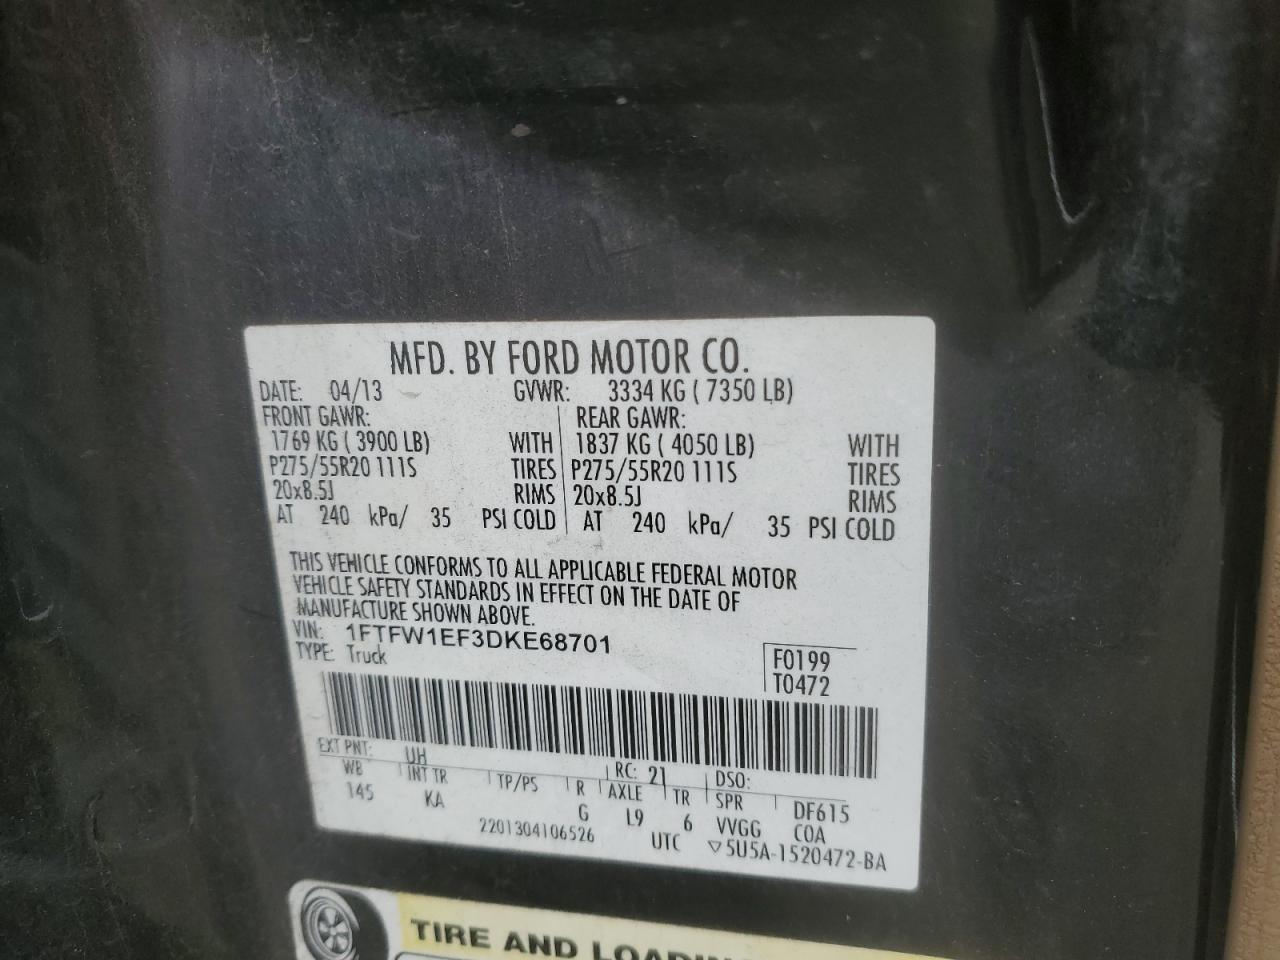 MFD. BY FORD MOTOR CO.
DATE: 04/13 GVWR: 3334 KG ( 7350 LB)
FRONT GAWR: REAR GAWR:
1769 KG ( 3900 LB) WITH 1837 KG ( 4050 LB) WITH
P275/55R20 111S TIRES P275/55R20 111S TIRES
20x8.5J RIMS 20x8.5J RIMS
AT 240 kPa/ 35 PSI COLD AT 240 kPa/ 35 PSI COLD
THIS VEHICLE CONFORMS TO ALL APPLICABLE FEDERAL MOTOR
VEHICLE SAFETY STANDARDS IN EFFECT ON THE DATE OF
MANUFACTURE SHOWN ABOVE.
VIN: 1FTFW1EF3DKE68701
TYPE: Truck
F0199
T0472
EXT PNT: UH RC: 21 DSO:
WB INT TR TP/PS R AXLE TR SPR DF615
145 KA G L9 6 VVGG COA
2201304106526 UTC ▽5U5A-1520472-BA
TIRE AND LOADIN